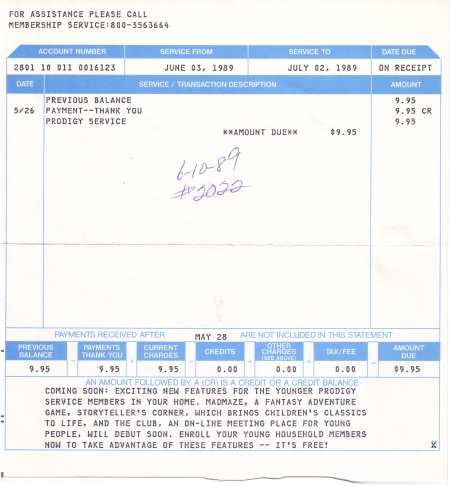 FOR ASSISTANCE PLEASE CALL
MEMBERSHIP SERVICE:800-3563664
ACCOUNT NUMBER SERVICE FROM SERVICE TO DATE DUE
2801 10 011 0016123 JUNE 03, 1989 JULY 02, 1989 ON RECEIPT
DATE SERVICE / TRANSACTION DESCRIPTION AMOUNT
PREVIOUS BALANCE 9.95
5/26 PAYMENT--THANK YOU 9.95 CR
PRODIGY SERVICE 9.95
**AMOUNT DUE** $9.95
6-10-89
#2022
PAYMENTS RECEIVED AFTER MAY 28 ARE NOT INCLUDED IN THIS STATEMENT
PREVIOUS BALANCE - PAYMENTS THANK YOU + CURRENT CHARGES - CREDITS + OTHER CHARGES (SEE ABOVE) + TAX/FEE = AMOUNT DUE
9.95 9.95 9.95 0.00 0.00 0.00 $9.95
AN AMOUNT FOLLOWED BY A (CR) IS A CREDIT OR A CREDIT BALANCE
COMING SOON: EXCITING NEW FEATURES FOR THE YOUNGER PRODIGY
SERVICE MEMBERS IN YOUR HOME. MADMAZE, A FANTASY ADVENTURE
GAME, STORYTELLER'S CORNER, WHICH BRINGS CHILDREN'S CLASSICS
TO LIFE, AND THE CLUB, AN ON-LINE MEETING PLACE FOR YOUNG
PEOPLE, WILL DEBUT SOON. ENROLL YOUR YOUNG HOUSEHOLD MEMBERS
NOW TO TAKE ADVANTAGE OF THESE FEATURES -- IT'S FREE! X